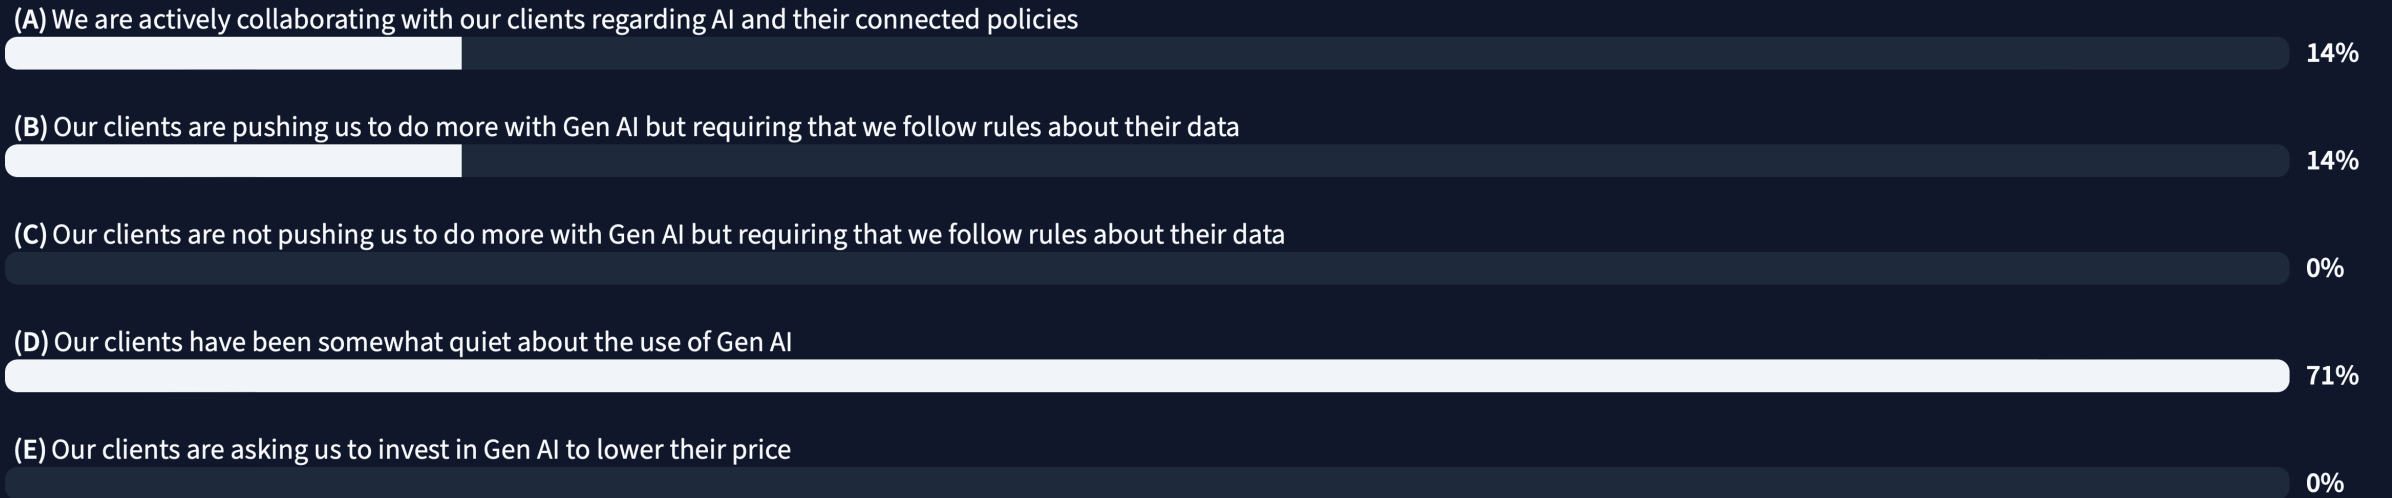 (A) We are actively collaborating with our clients regarding AI and their connected policies
14%
(B) Our clients are pushing us to do more with Gen AI but requiring that we follow rules about their data
14%
(C) Our clients are not pushing us to do more with Gen AI but requiring that we follow rules about their data
0%
(D) Our clients have been somewhat quiet about the use of Gen AI
71%
(E) Our clients are asking us to invest in Gen AI to lower their price
0%